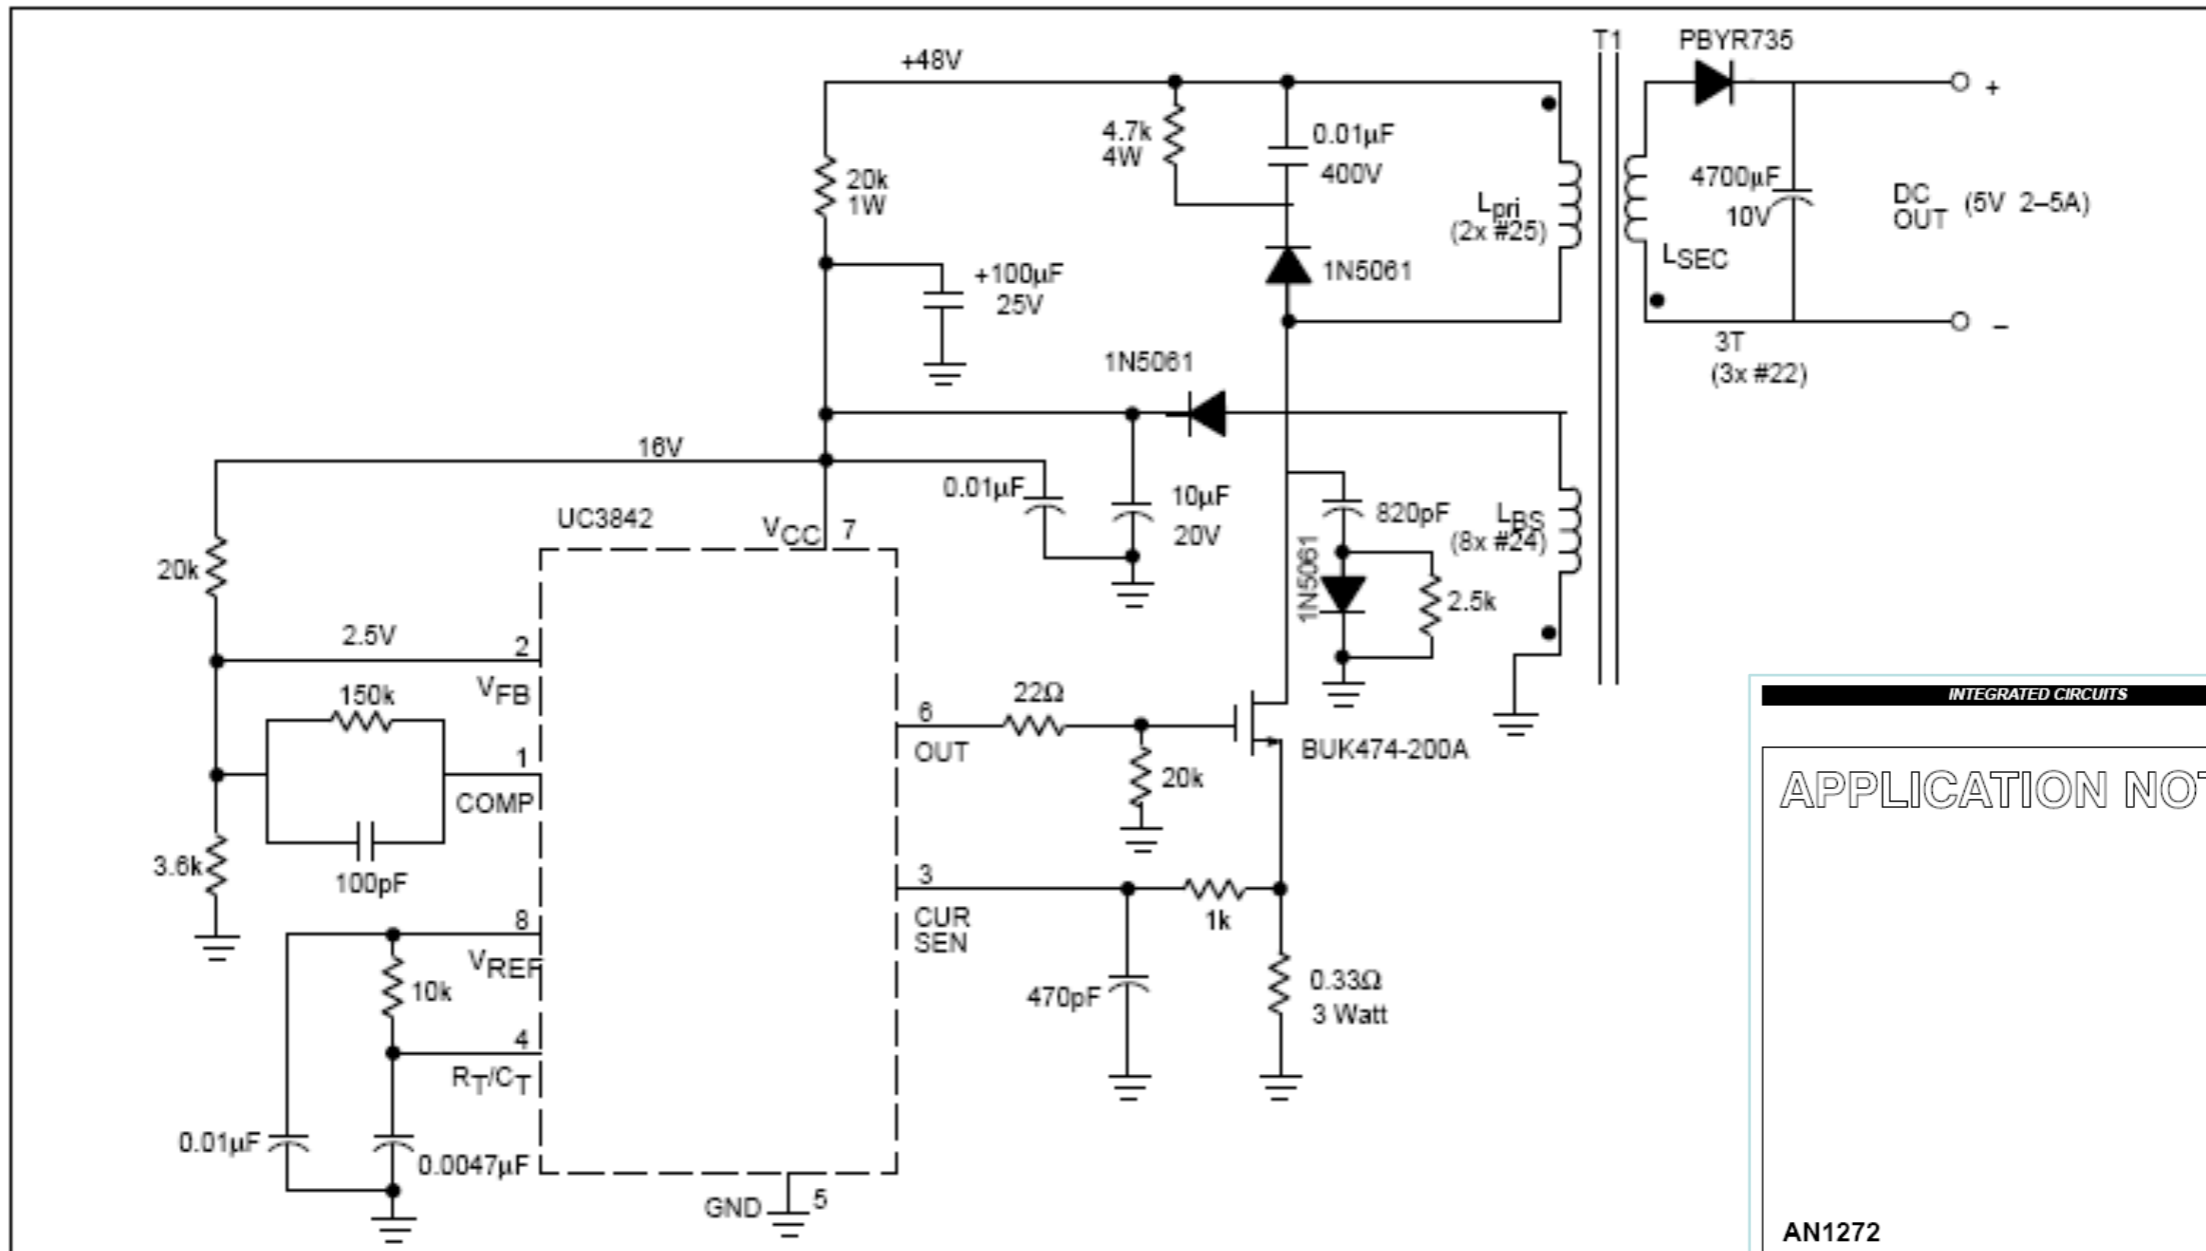 T1
PBYR735
+48V
+
4.7k
4W
0.01µF
400V
20k
1W
Lpri
(2x #25)
4700µF
10V
DC
OUT
(5V 2–5A)
LSEC
+100µF
25V
1N5061
–
3T
(3x #22)
1N5061
16V
0.01µF
10µF
20V
820pF
LBS
(8x #24)
UC3842
VCC
7
20k
1N5061
2.5k
2.5V
2
VFB
150k
22Ω
6
OUT
1
COMP
20k
BUK474-200A
3.6k
100pF
3
CUR
SEN
1k
8
VREF
10k
470pF
0.33Ω
3 Watt
4
RT/CT
0.01µF
0.0047µF
GND
5
INTEGRATED CIRCUITS
APPLICATION NOT
AN1272